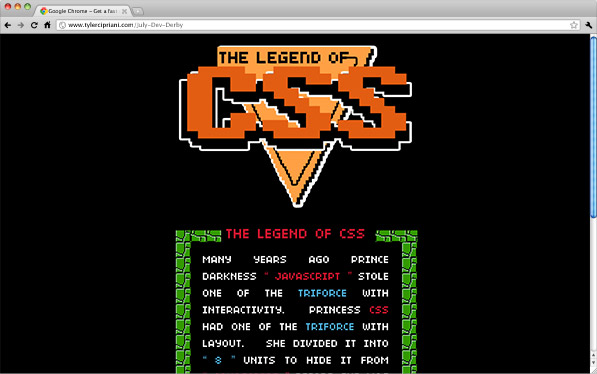 Google Chrome – Get a fas
www.tylercipriani.com/July-Dev-Derby
THE LEGEND OF
CSS
THE LEGEND OF CSS
MANY YEARS AGO PRINCE
DARKNESS " JAVASCRIPT " STOLE
ONE OF THE TRIFORCE WITH
INTERACTIVITY. PRINCESS CSS
HAD ONE OF THE TRIFORCE WITH
LAYOUT. SHE DIVIDED IT INTO
" 8 " UNITS TO HIDE IT FROM